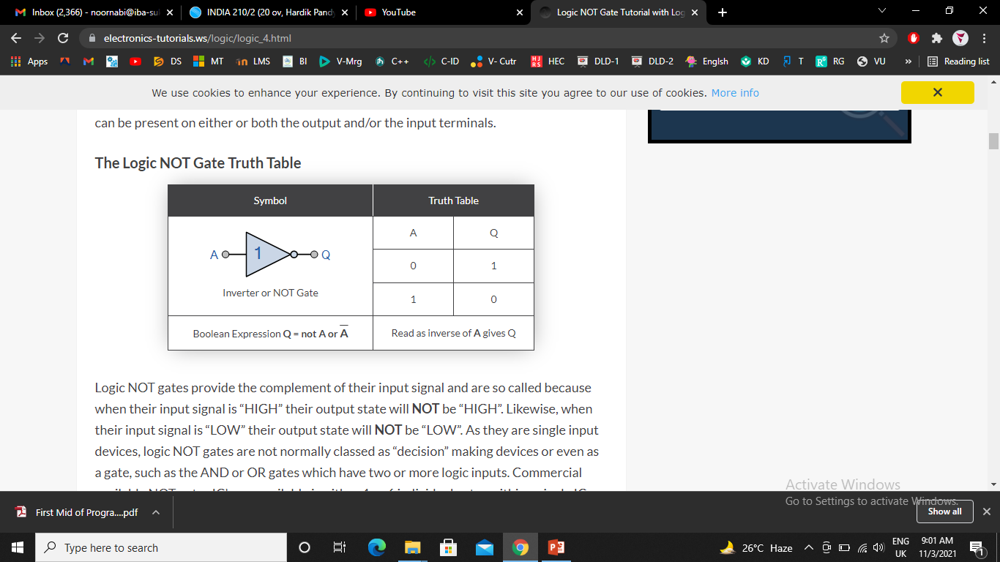 Inbox (2,366) - noornabi@iba-su
INDIA 210/2 (20 ov, Hardik Pandy
YouTube
Logic NOT Gate Tutorial with Log
electronics-tutorials.ws/logic/logic_4.html
Apps DS MT LMS BI V-Mrg C++ C-ID V- Cutr HEC DLD-1 DLD-2 Englsh KD T RG VU » Reading list
We use cookies to enhance your experience. By continuing to visit this site you agree to our use of cookies. More info
can be present on either or both the output and/or the input terminals.
The Logic NOT Gate Truth Table
Symbol Truth Table
A Q
A 1 Q
0 1
Inverter or NOT Gate
1 0
Boolean Expression Q = not A or A̅ Read as inverse of A gives Q
Logic NOT gates provide the complement of their input signal and are so called because
when their input signal is “HIGH” their output state will NOT be “HIGH”. Likewise, when
their input signal is “LOW” their output state will NOT be “LOW”. As they are single input
devices, logic NOT gates are not normally classed as “decision” making devices or even as
a gate, such as the AND or OR gates which have two or more logic inputs. Commercial
Activate Windows
Go to Settings to activate Windows.
First Mid of Progra....pdf
Show all
Type here to search
26°C Haze
ENG
UK
9:01 AM
11/3/2021
1